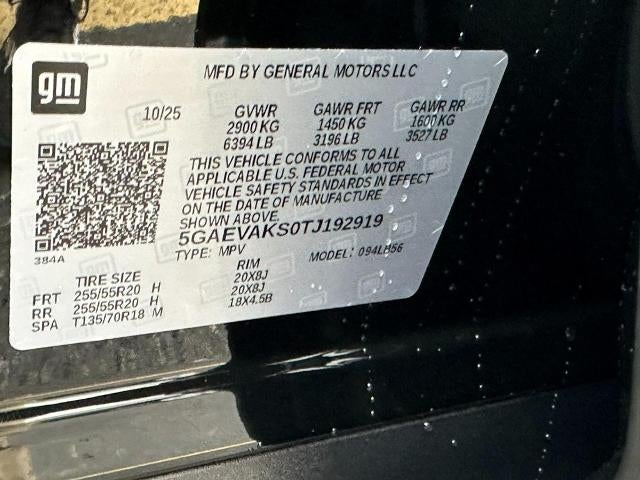 gm
MFD BY GENERAL MOTORS LLC
10/25 GVWR GAWR FRT GAWR RR
2900 KG 1450 KG 1600 KG
6394 LB 3196 LB 3527 LB
THIS VEHICLE CONFORMS TO ALL
APPLICABLE U.S. FEDERAL MOTOR
VEHICLE SAFETY STANDARDS IN EFFECT
ON THE DATE OF MANUFACTURE
SHOWN ABOVE.
5GAEVAKS0TJ192919
TYPE: MPV MODEL: 094LB56
384A
TIRE SIZE RIM
FRT 255/55R20 H 20X8J
RR 255/55R20 H 20X8J
SPA T135/70R18 M 18X4.5B